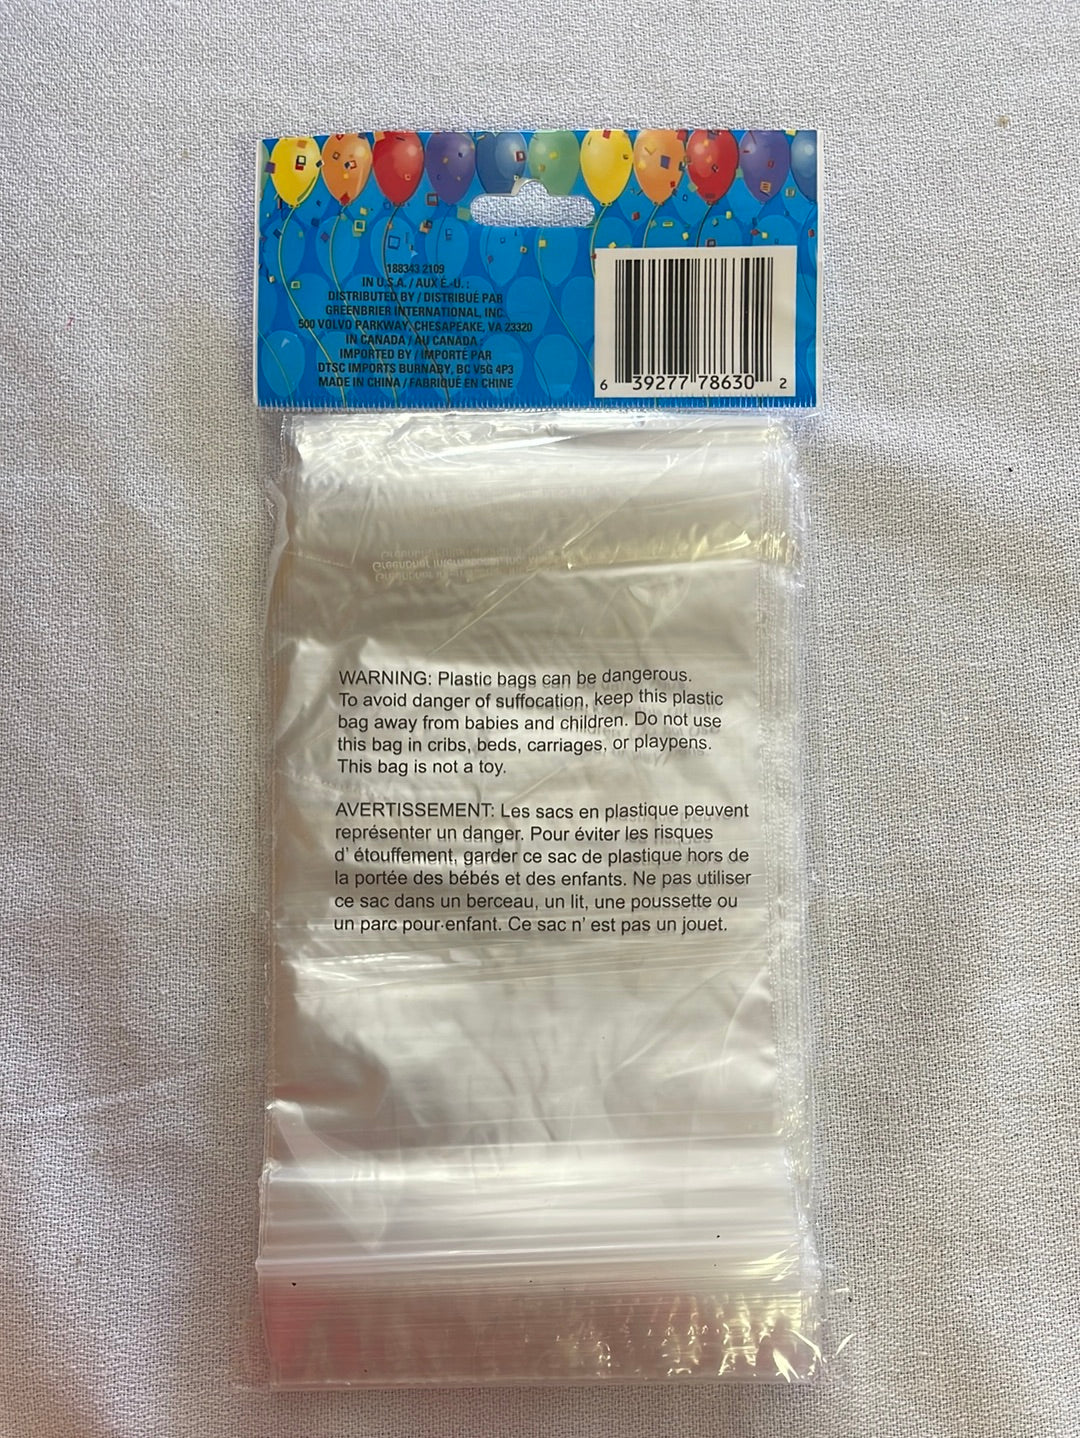 188343 2109
IN U.S.A. / AUX É.-U. :
DISTRIBUTED BY / DISTRIBUÉ PAR
GREENBRIER INTERNATIONAL, INC.
500 VOLVO PARKWAY, CHESAPEAKE, VA 23320
IN CANADA / AU CANADA :
IMPORTED BY / IMPORTÉ PAR
DTSC IMPORTS BURNABY, BC V5G 4P3
MADE IN CHINA / FABRIQUÉ EN CHINE
6 39277 78630 2
Greenbrier International, Inc.
WARNING: Plastic bags can be dangerous.
To avoid danger of suffocation, keep this plastic
bag away from babies and children. Do not use
this bag in cribs, beds, carriages, or playpens.
This bag is not a toy.
AVERTISSEMENT: Les sacs en plastique peuvent
représenter un danger. Pour éviter les risques
d' étouffement, garder ce sac de plastique hors de
la portée des bébés et des enfants. Ne pas utiliser
ce sac dans un berceau, un lit, une poussette ou
un parc pour·enfant. Ce sac n' est pas un jouet.